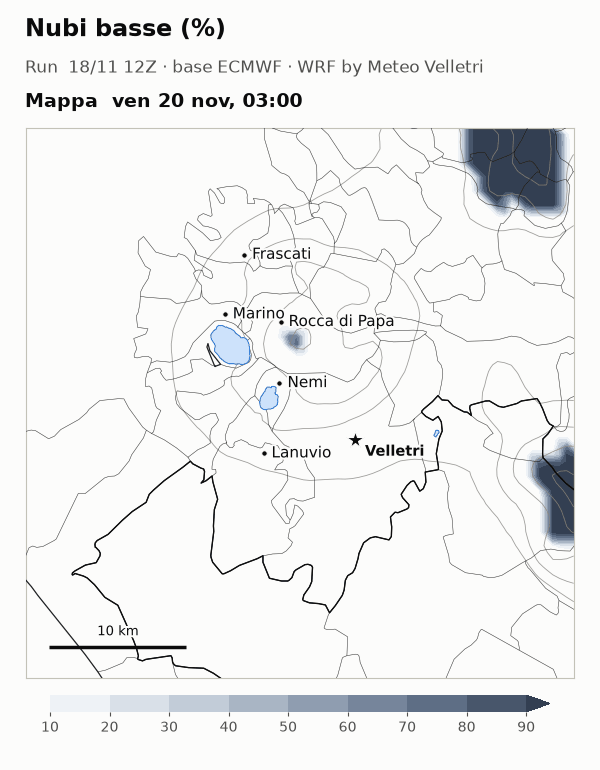 Nubi basse (%)
Run  18/11 12Z · base ECMWF · WRF by Meteo Velletri
Mappa  ven 20 nov, 03:00
Frascati
Marino
Rocca di Papa
Nemi
Velletri
Lanuvio
10 km
10 20 30 40 50 60 70 80 90